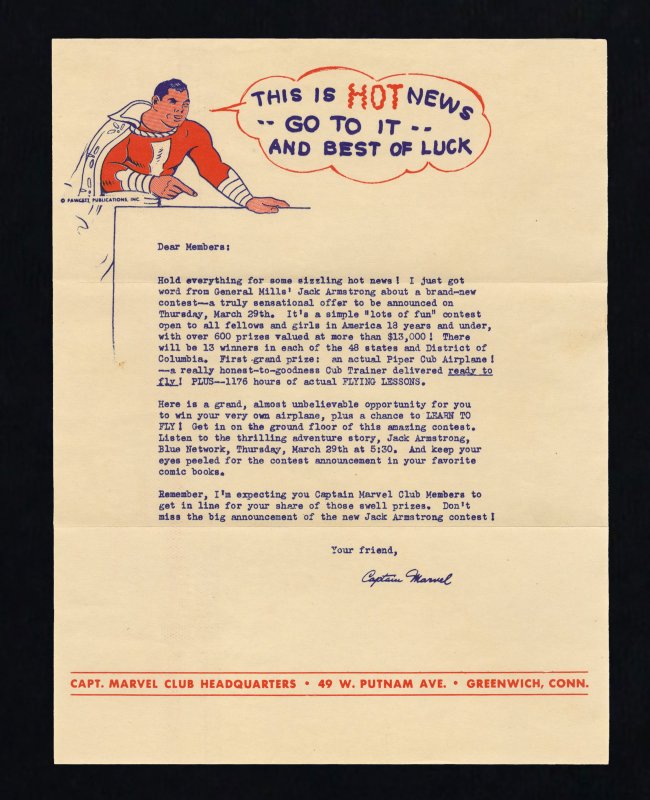 THIS IS HOT NEWS
-- GO TO IT --
AND BEST OF LUCK
© FAWCETT PUBLICATIONS, INC.
Dear Members:
Hold everything for some sizzling hot news! I just got
word from General Mills' Jack Armstrong about a brand-new
contest—a truly sensational offer to be announced on
Thursday, March 29th. It's a simple "lots of fun" contest
open to all fellows and girls in America 18 years and under,
with over 600 prizes valued at more than $13,000! There
will be 13 winners in each of the 48 states and District of
Columbia. First grand prize: an actual Piper Cub Airplane!
—a really honest-to-goodness Cub Trainer delivered ready to
fly! PLUS--1176 hours of actual FLYING LESSONS.
Here is a grand, almost unbelievable opportunity for you
to win your very own airplane, plus a chance to LEARN TO
FLY! Get in on the ground floor of this amazing contest.
Listen to the thrilling adventure story, Jack Armstrong,
Blue Network, Thursday, March 29th at 5:30. And keep your
eyes peeled for the contest announcement in your favorite
comic books.
Remember, I'm expecting you Captain Marvel Club Members to
get in line for your share of those swell prizes. Don't
miss the big announcement of the new Jack Armstrong contest!
Your friend,
Captain Marvel
CAPT. MARVEL CLUB HEADQUARTERS • 49 W. PUTNAM AVE. • GREENWICH, CONN.